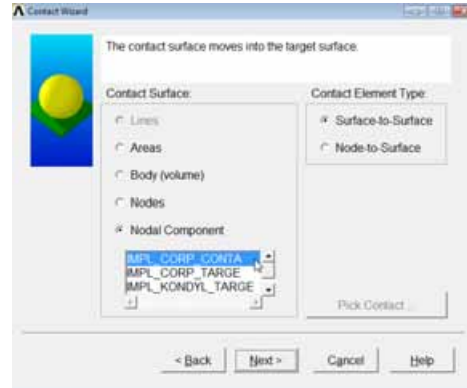 Contact Wizard
The contact surface moves into the target surface.
Contact Surface:
Lines
Areas
Body (volume)
Nodes
Nodal Component
IMPL_CORP_CONTA
IMPL_CORP_TARGE
IMPL_KONDYL_TARGE
Contact Element Type:
Surface-to-Surface
Node-to-Surface
Pick Contact ...
< Back
Next >
Cancel
Help